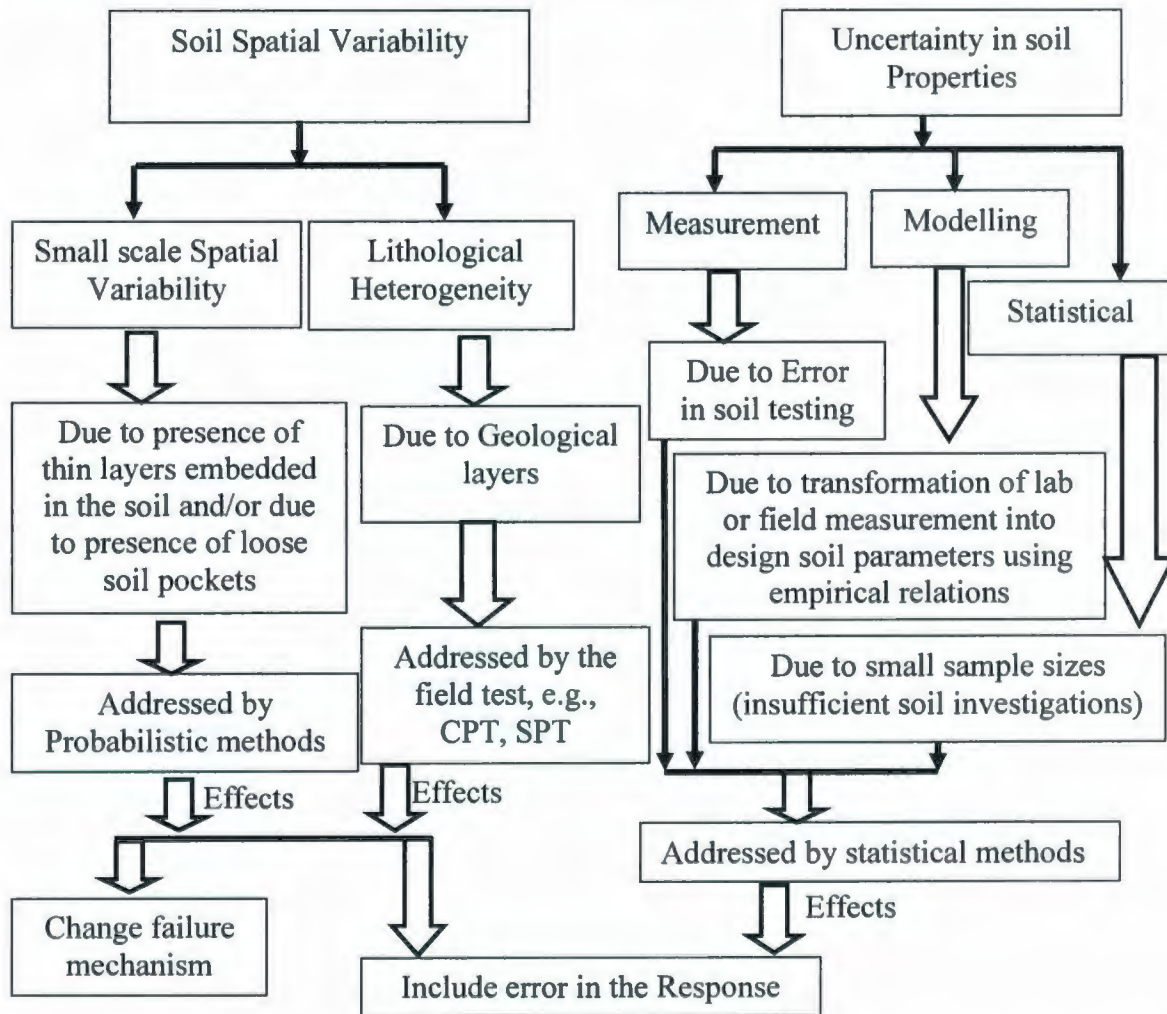 Soil Spatial Variability
Uncertainty in soil
Properties
Small scale Spatial
Variability
Lithological
Heterogeneity
Measurement
Modelling
Statistical
Due to Error
in soil testing
Due to presence of
thin layers embedded
in the soil and/or due
to presence of loose
soil pockets
Due to Geological
layers
Due to transformation of lab
or field measurement into
design soil parameters using
empirical relations
Addressed by
Probabilistic methods
Addressed by the
field test, e.g.,
CPT, SPT
Due to small sample sizes
(insufficient soil investigations)
Effects
Effects
Addressed by statistical methods
Effects
Change failure
mechanism
Include error in the Response